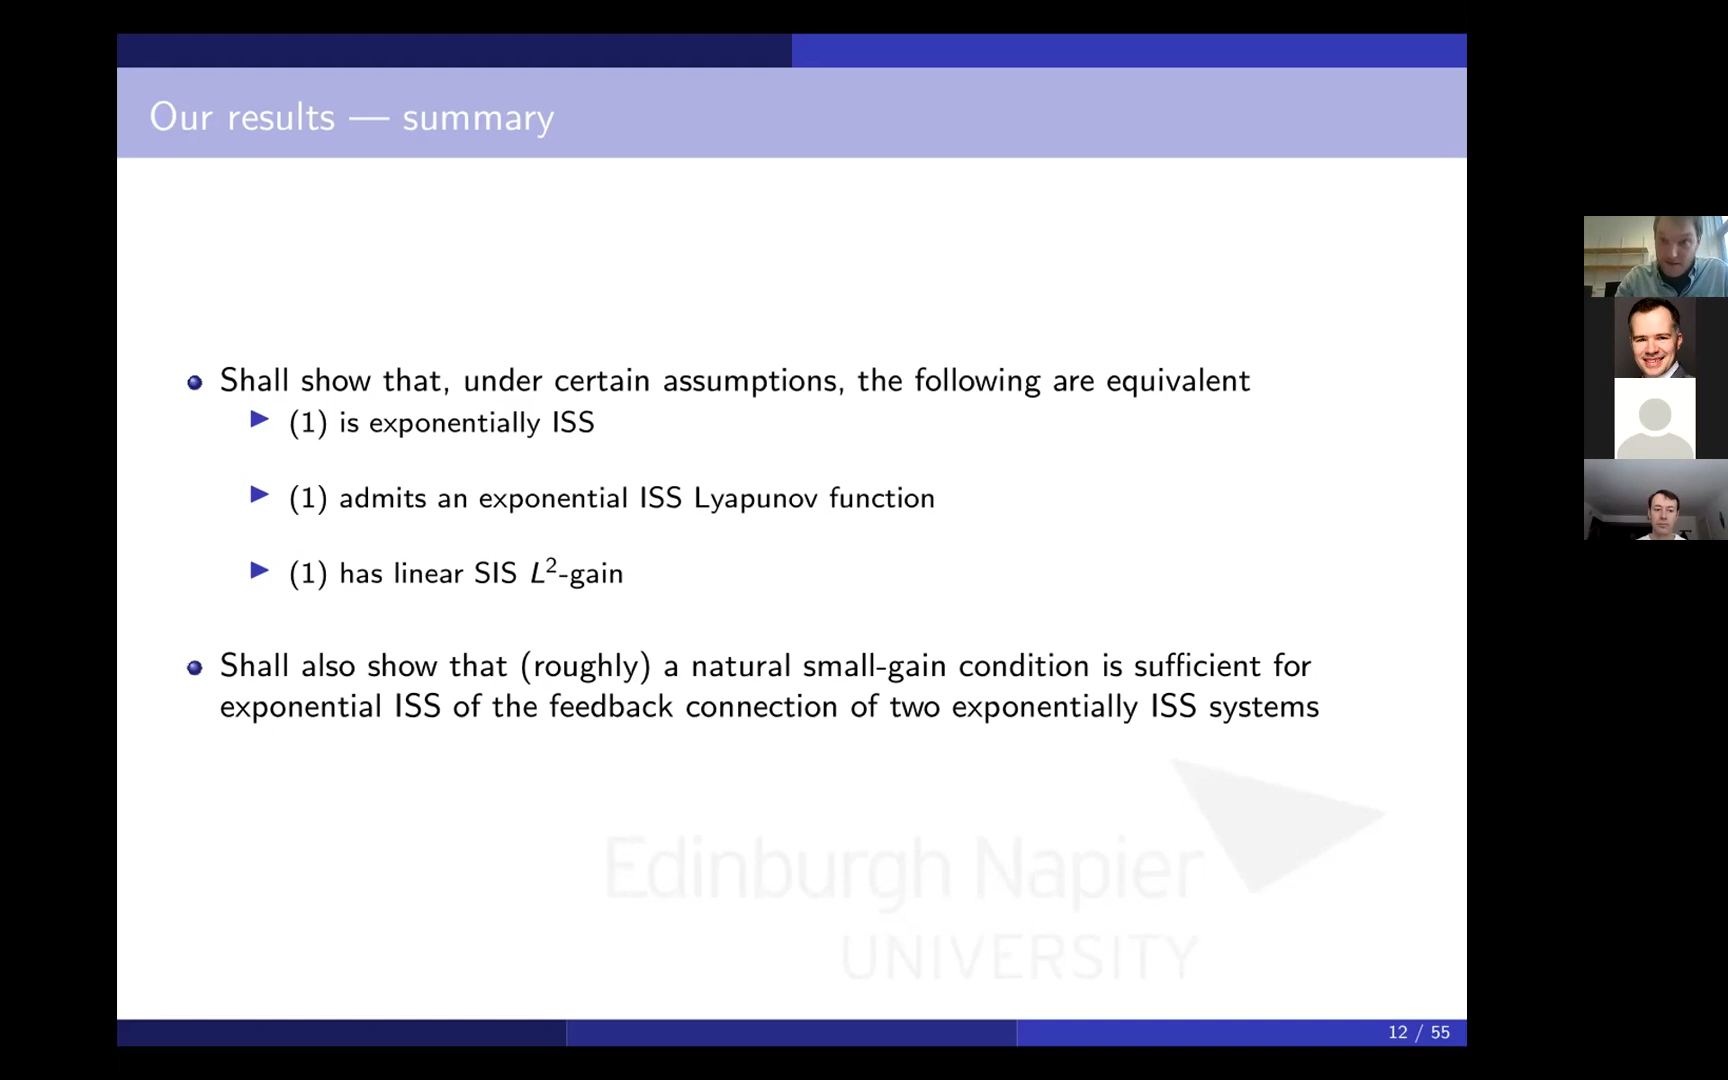 Our results — summary
Shall show that, under certain assumptions, the following are equivalent
(1) is exponentially ISS
(1) admits an exponential ISS Lyapunov function
(1) has linear SIS L²-gain
Shall also show that (roughly) a natural small-gain condition is sufficient for
exponential ISS of the feedback connection of two exponentially ISS systems
Edinburgh Napier
UNIVERSITY
12 / 55